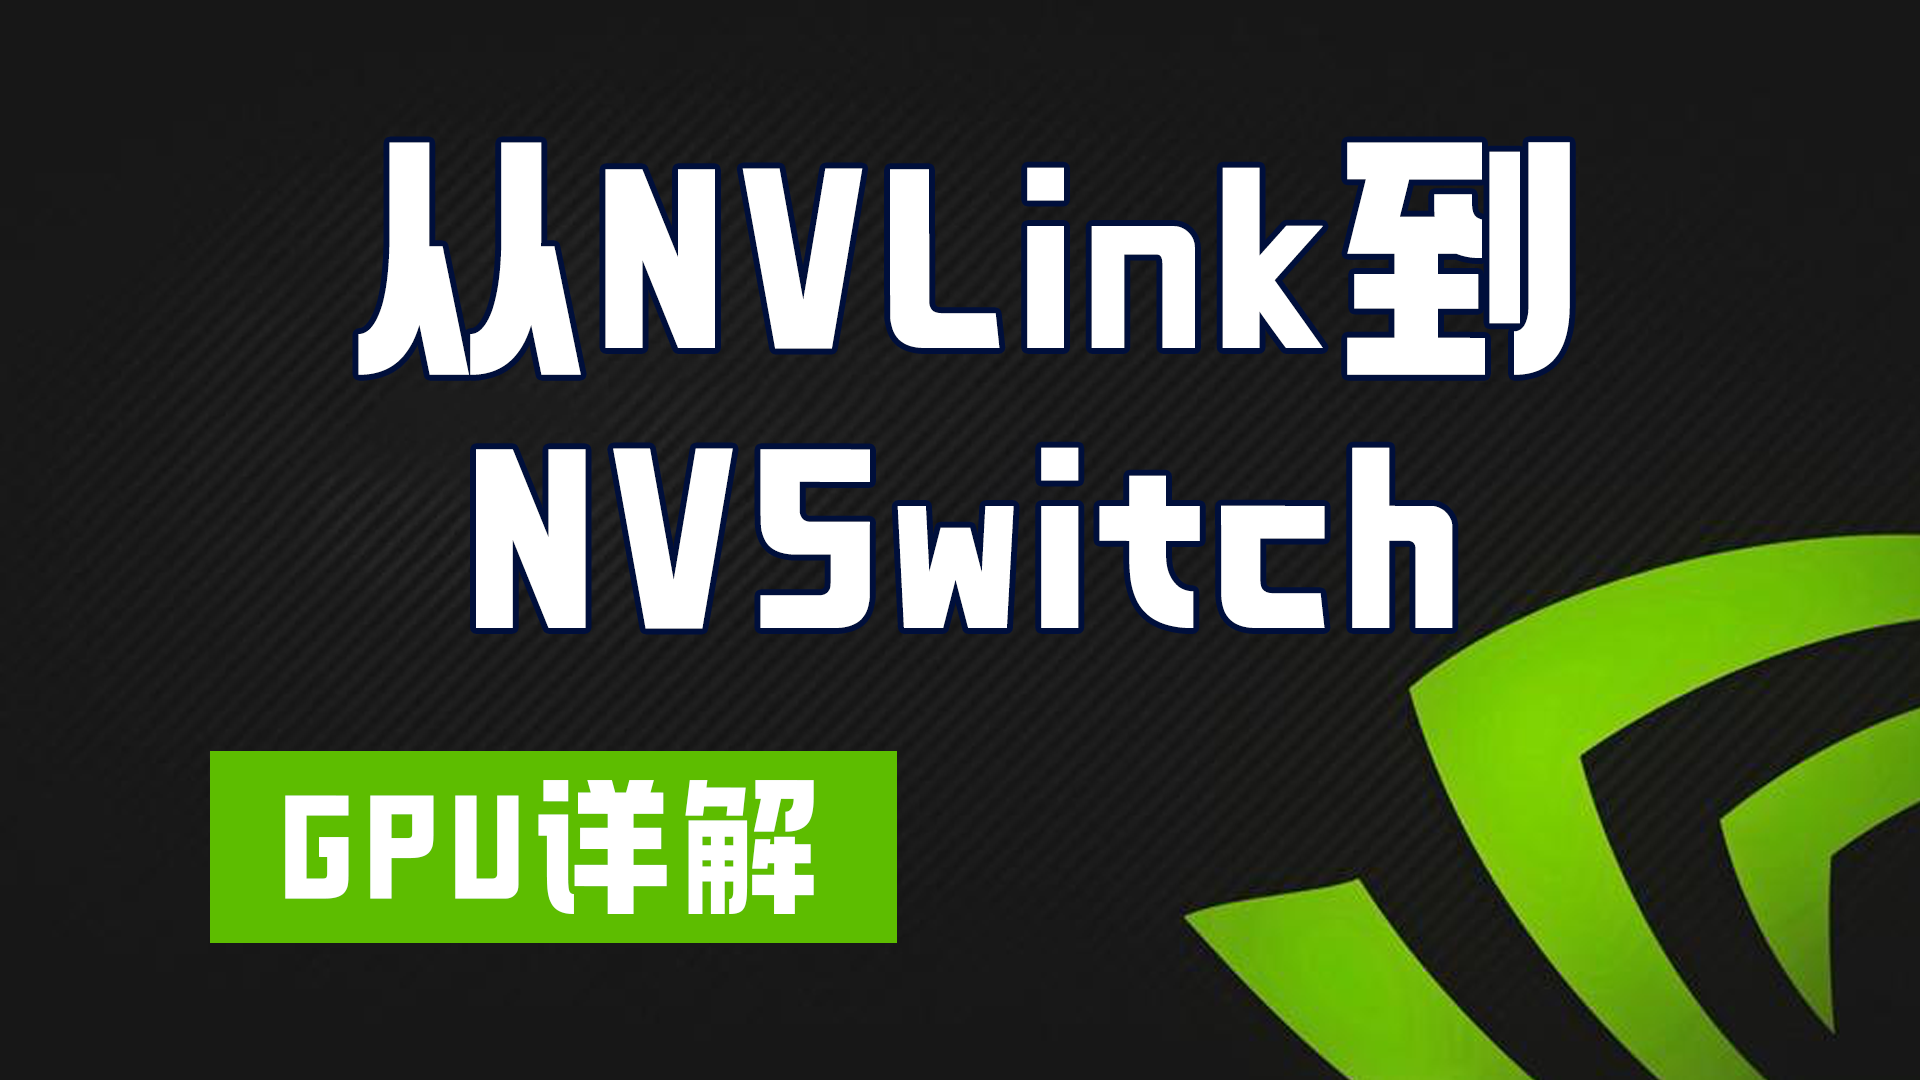 从NVLink到
NVSwitch
GPU详解